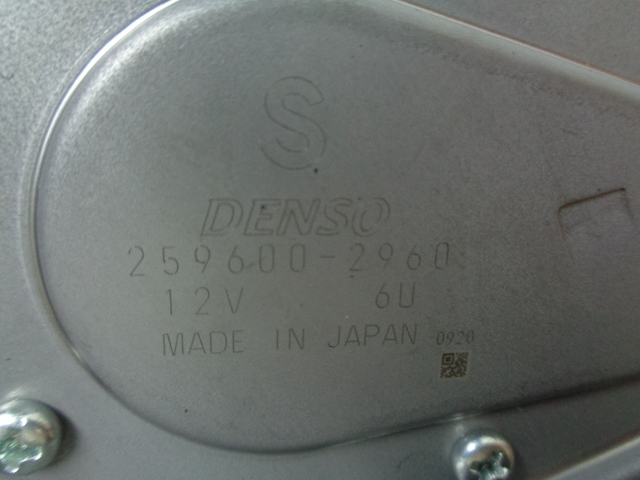 S
DENSO
259600-2960
12V 6U
MADE IN JAPAN 0920